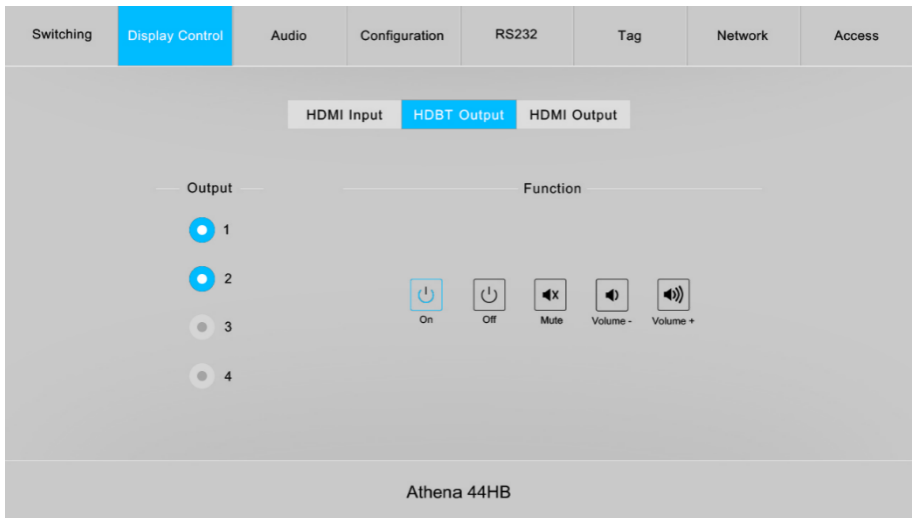 Switching Display Control Audio Configuration RS232 Tag Network Access
HDMI Input HDBT Output HDMI Output
Output Function
1
2
3
4
On Off Mute Volume - Volume +
Athena 44HB